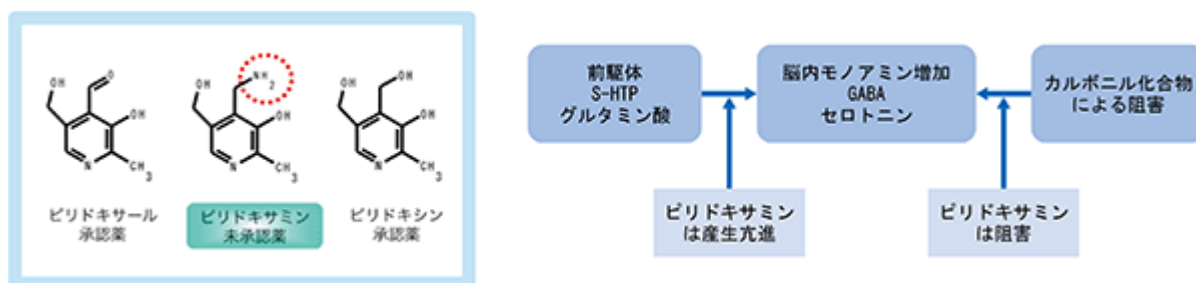 OH
O
OH
N
CH3
ピリドキサール
承認薬
OH
NH2
OH
N
CH3
ピリドキサミン
未承認薬
OH
OH
OH
N
CH3
ピリドキシン
承認薬
前駆体
S-HTP
グルタミン酸
脳内モノアミン増加
GABA
セロトニン
カルボニル化合物
による阻害
ピリドキサミン
は産生亢進
ピリドキサミン
は阻害